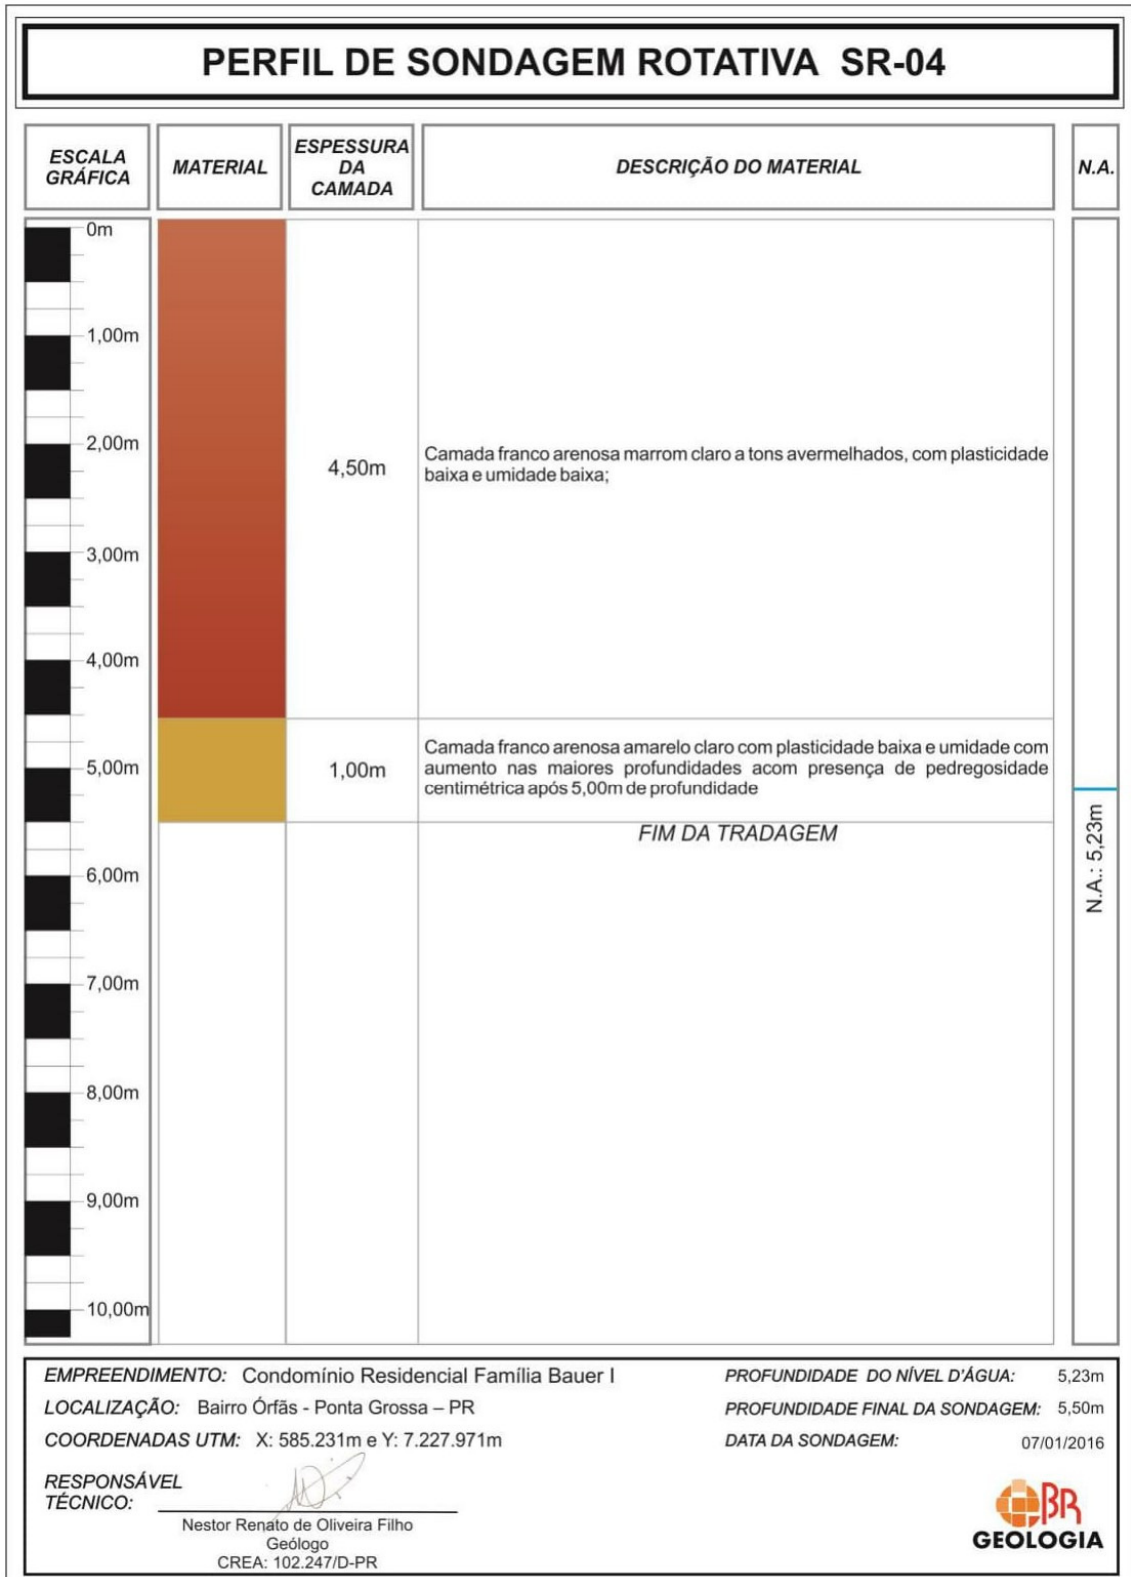 PERFIL DE SONDAGEM ROTATIVA SR-04
ESCALA
GRÁFICA
MATERIAL
ESPESSURA
DA
CAMADA
DESCRIÇÃO DO MATERIAL
N.A.
0m
1,00m
2,00m
3,00m
4,00m
5,00m
6,00m
7,00m
8,00m
9,00m
10,00m
4,50m
Camada franco arenosa marrom claro a tons avermelhados, com plasticidade
baixa e umidade baixa;
1,00m
Camada franco arenosa amarelo claro com plasticidade baixa e umidade com
aumento nas maiores profundidades acom presença de pedregosidade
centimétrica após 5,00m de profundidade
FIM DA TRADAGEM
N.A.: 5,23m
EMPREENDIMENTO: Condomínio Residencial Família Bauer I
LOCALIZAÇÃO: Bairro Órfãs - Ponta Grossa – PR
COORDENADAS UTM: X: 585.231m e Y: 7.227.971m
RESPONSÁVEL
TÉCNICO:
Nestor Renato de Oliveira Filho
Geólogo
CREA: 102.247/D-PR
PROFUNDIDADE DO NÍVEL D'ÁGUA: 5,23m
PROFUNDIDADE FINAL DA SONDAGEM: 5,50m
DATA DA SONDAGEM: 07/01/2016
BR
GEOLOGIA